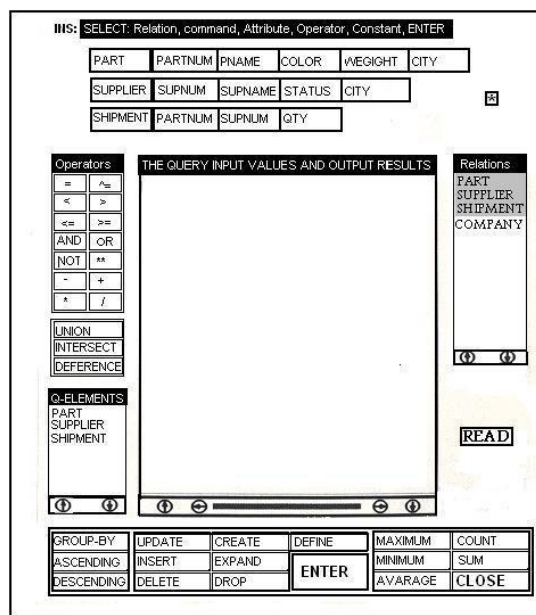 INS: SELECT: Relation, command, Attribute, Operator, Constant, ENTER
PART PARTNUM PNAME COLOR WEGIGHT CITY
SUPPLIER SUPNUM SUPNAME STATUS CITY
*
SHIPMENT PARTNUM SUPNUM QTY
Operators
= ^=
< >
<= >=
AND OR
NOT **
- +
* /
UNION
INTERSECT
DEFERENCE
Q-ELEMENTS
PART
SUPPLIER
SHIPMENT
THE QUERY INPUT VALUES AND OUTPUT RESULTS
Relations
PART
SUPPLIER
SHIPMENT
COMPANY
READ
GROUP-BY UPDATE CREATE DEFINE MAXIMUM COUNT
ASCENDING INSERT EXPAND ENTER MINIMUM SUM
DESCENDING DELETE DROP AVARAGE CLOSE